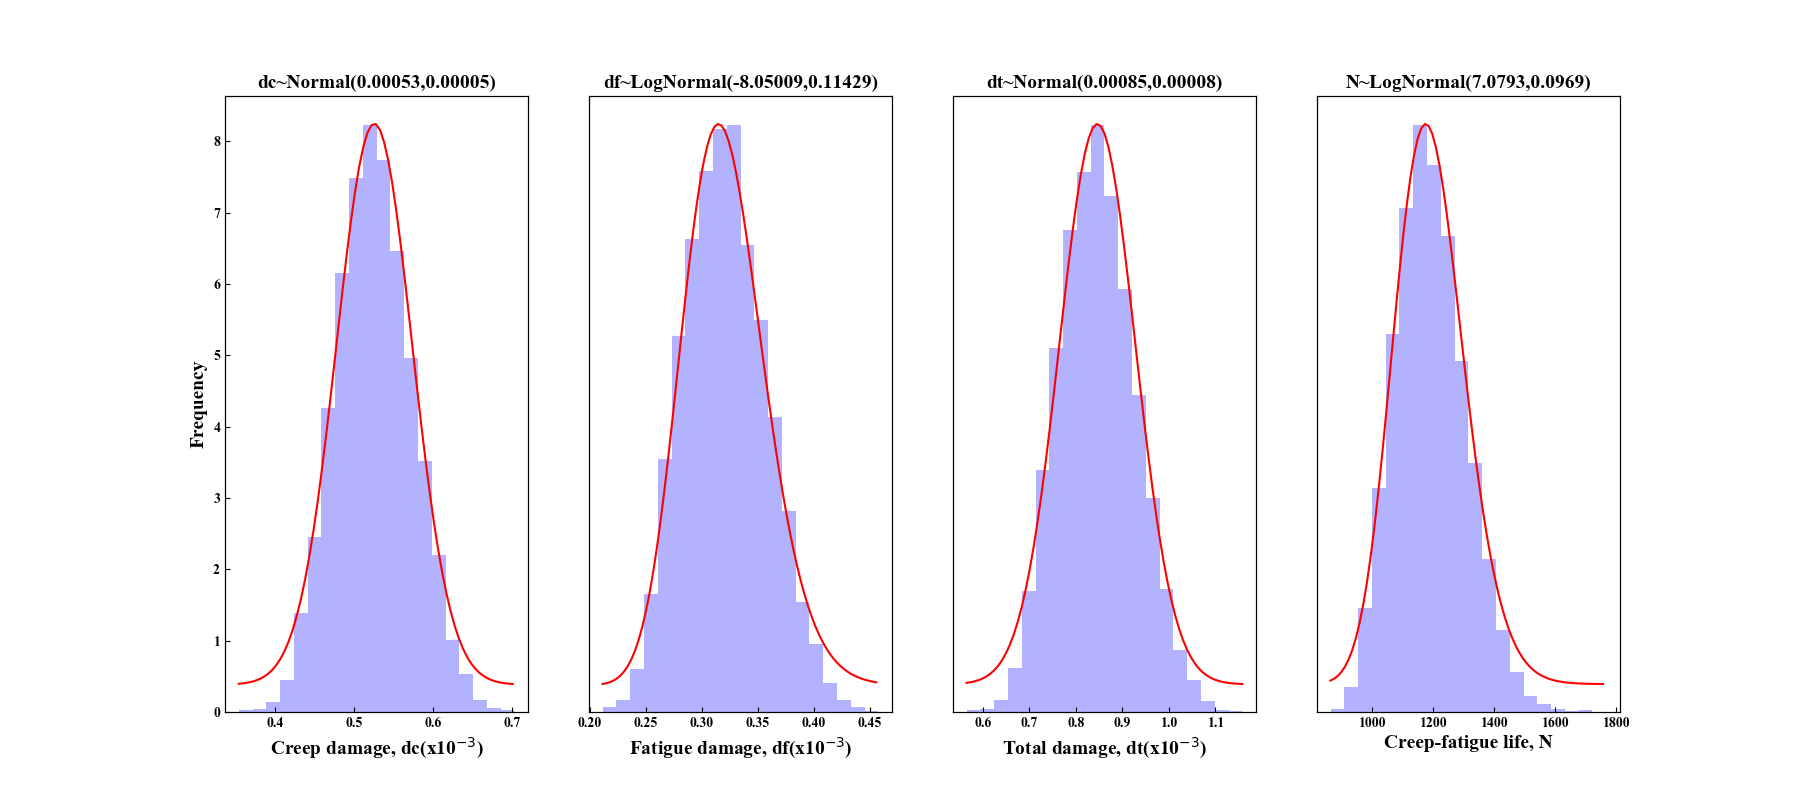 dc~Normal(0.00053,0.00005)
df~LogNormal(-8.05009,0.11429)
dt~Normal(0.00085,0.00008)
N~LogNormal(7.0793,0.0969)
Frequency
8
7
6
5
4
3
2
1
0
0.4 0.5 0.6 0.7
0.20 0.25 0.30 0.35 0.40 0.45
0.6 0.7 0.8 0.9 1.0 1.1
1000 1200 1400 1600 1800
Creep damage, dc(x10⁻³)
Fatigue damage, df(x10⁻³)
Total damage, dt(x10⁻³)
Creep-fatigue life, N